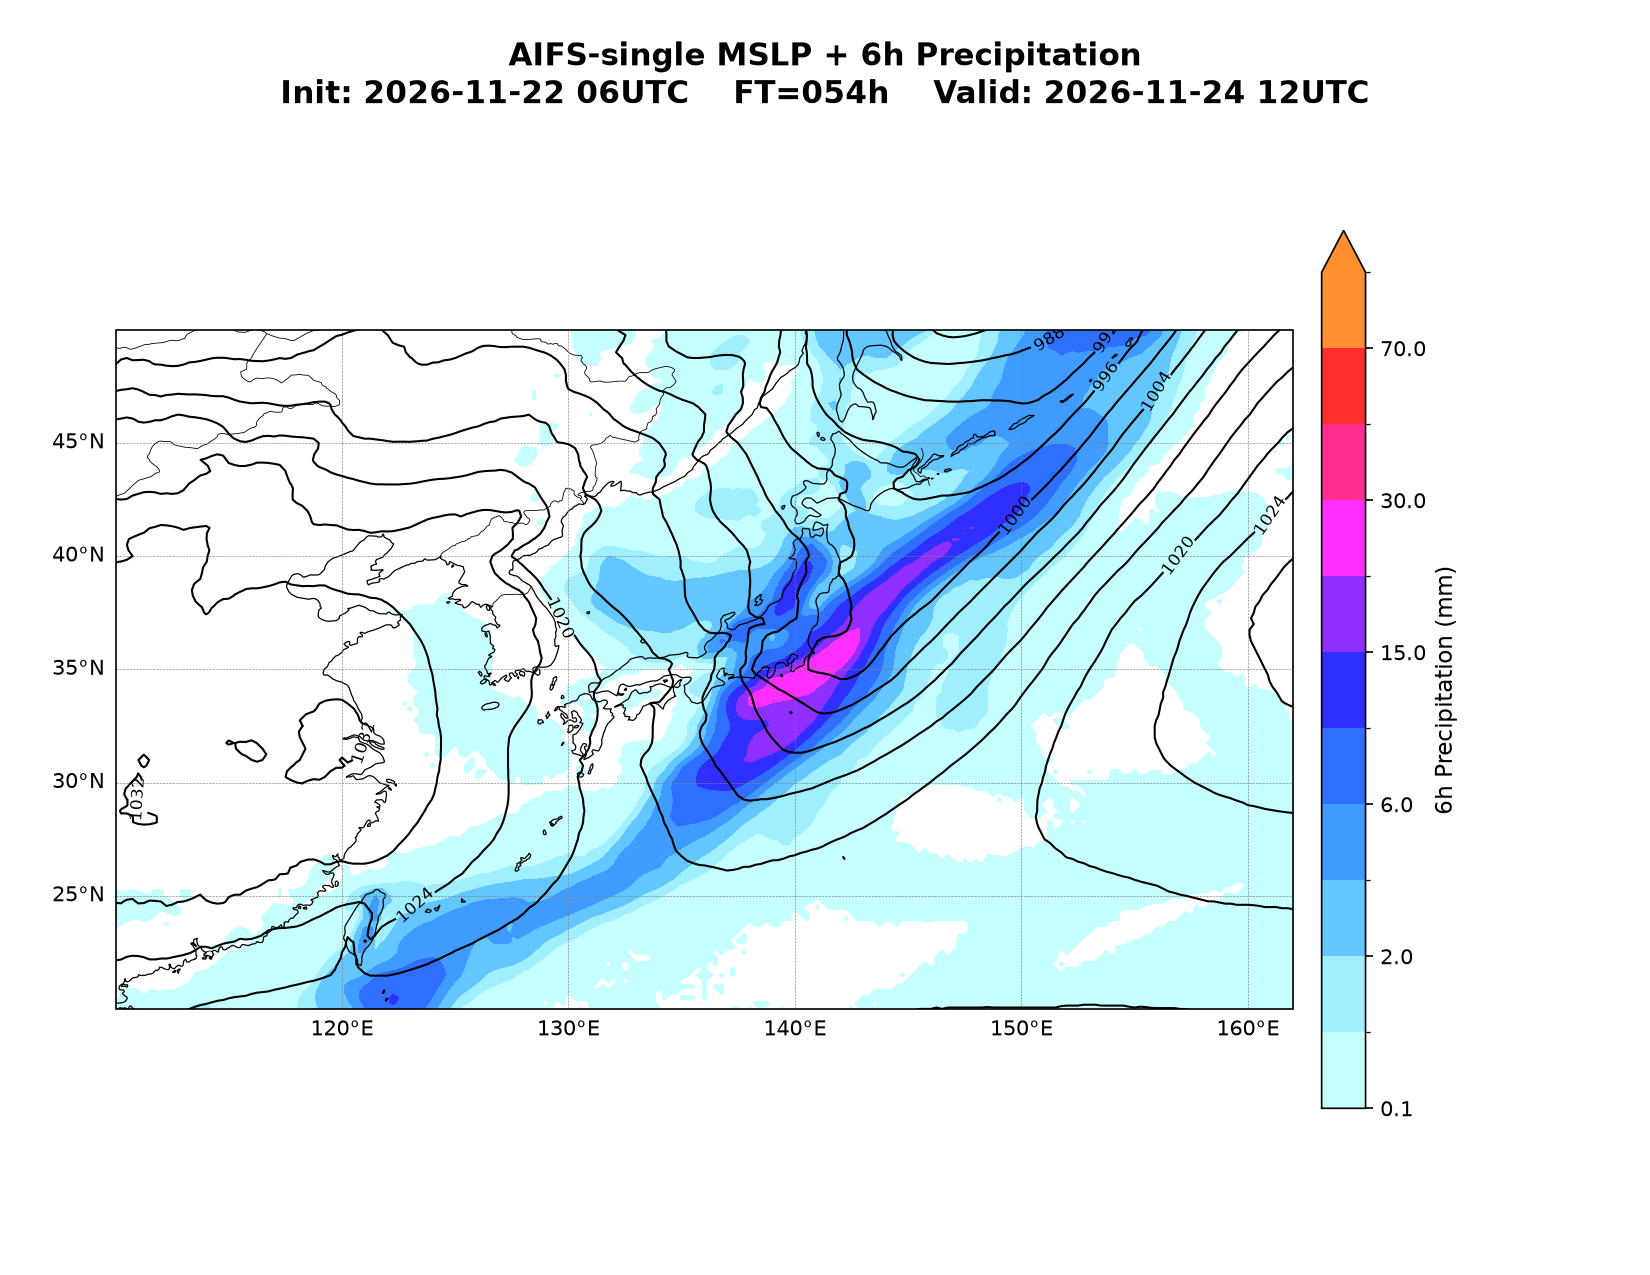 AIFS-single MSLP + 6h Precipitation
Init: 2026-11-22 06UTC    FT=054h    Valid: 2026-11-24 12UTC
988
996
1004
1000
1024
1020
1020
1032
1024
45°N
40°N
35°N
30°N
25°N
120°E
130°E
140°E
150°E
160°E
70.0
30.0
15.0
6.0
2.0
0.1
6h Precipitation (mm)